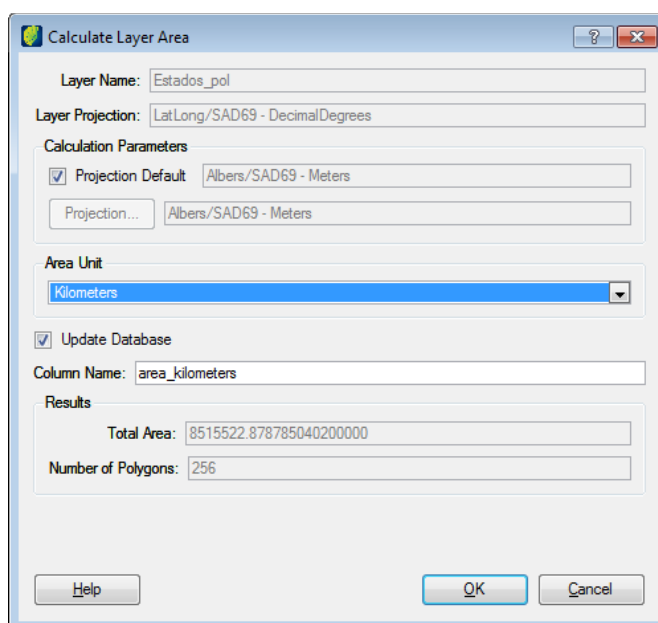 Calculate Layer Area
Layer Name: Estados_pol
Layer Projection: LatLong/SAD69 - DecimalDegrees
Calculation Parameters
Projection Default Albers/SAD69 - Meters
Projection... Albers/SAD69 - Meters
Area Unit
Kilometers
Update Database
Column Name: area_kilometers
Results
Total Area: 8515522.878785040200000
Number of Polygons: 256
Help OK Cancel